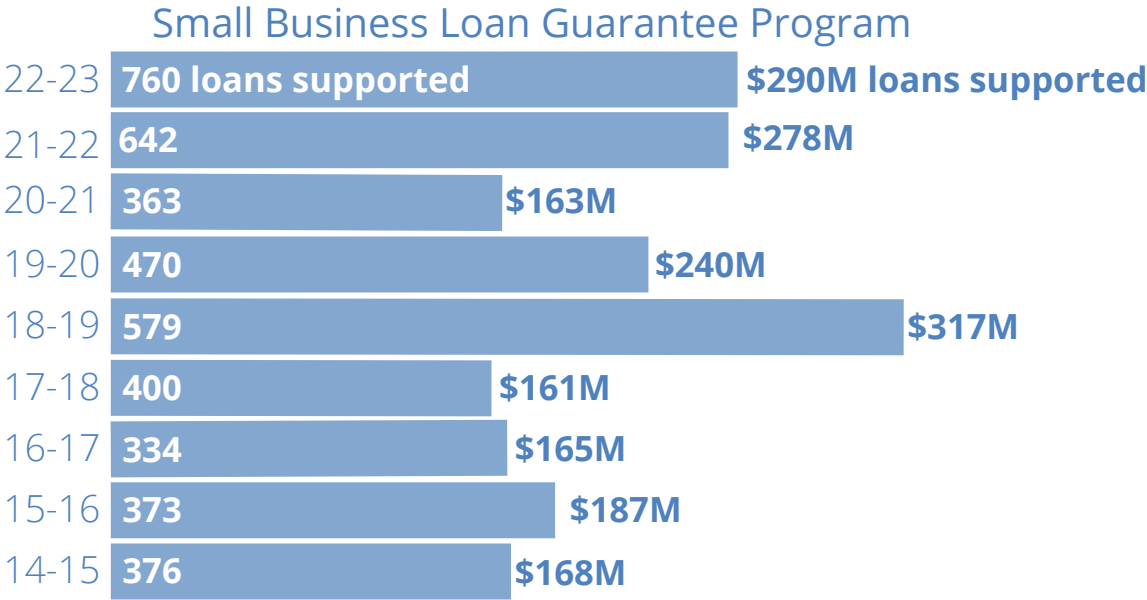 Small Business Loan Guarantee Program
22-23 760 loans supported $290M loans supported
21-22 642 $278M
20-21 363 $163M
19-20 470 $240M
18-19 579 $317M
17-18 400 $161M
16-17 334 $165M
15-16 373 $187M
14-15 376 $168M